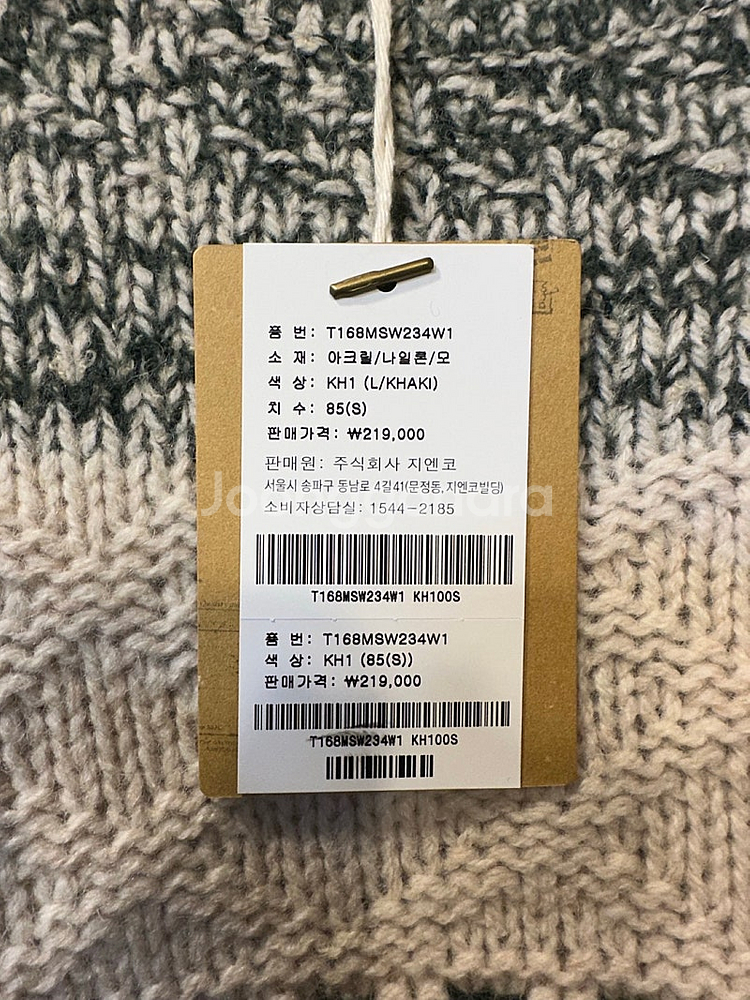 품 번: T168MSW234W1
소 재: 아크릴/나일론/모
색 상: KH1 (L/KHAKI)
치 수: 85(S)
판매가격: ₩219,000
판매원: 주식회사 지엔코
서울시 송파구 동남로 4길41(문정동,지엔코빌딩)
소비자상담실: 1544-2185
T168MSW234W1 KH100S
품 번: T168MSW234W1
색 상: KH1 (85(S))
판매가격: ₩219,000
T168MSW234W1 KH100S